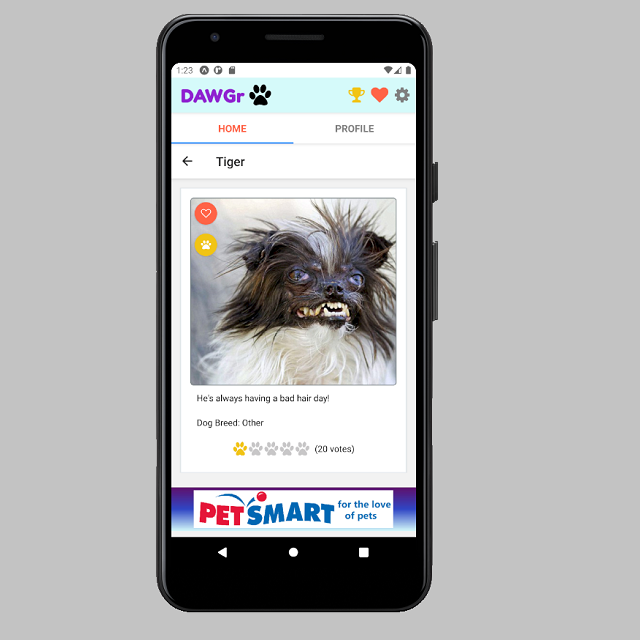 1:23
DAWGr
HOME PROFILE
Tiger
He's always having a bad hair day!
Dog Breed: Other
(20 votes)
PETSMART for the love
of pets